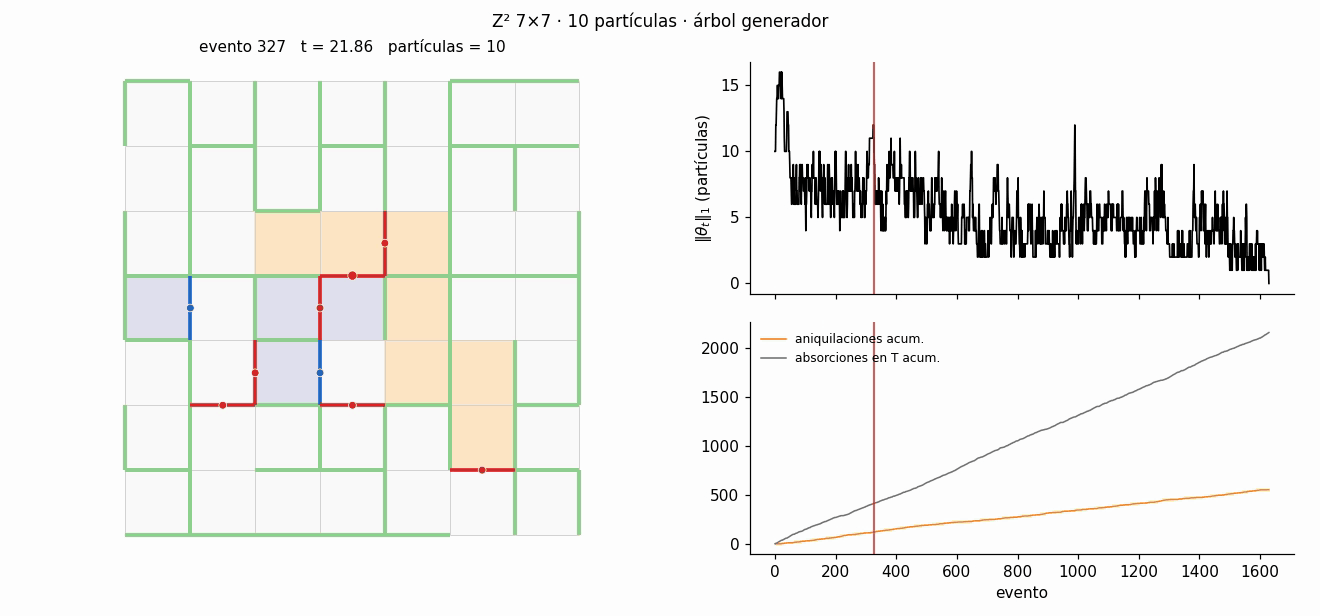 Z² 7×7 · 10 partículas · árbol generador
evento 327   t = 21.86   partículas = 10
‖θₜ‖₁ (partículas)
15
10
5
0
aniquilaciones acum.
absorciones en T acum.
2000
1500
1000
500
0
0 200 400 600 800 1000 1200 1400 1600
evento